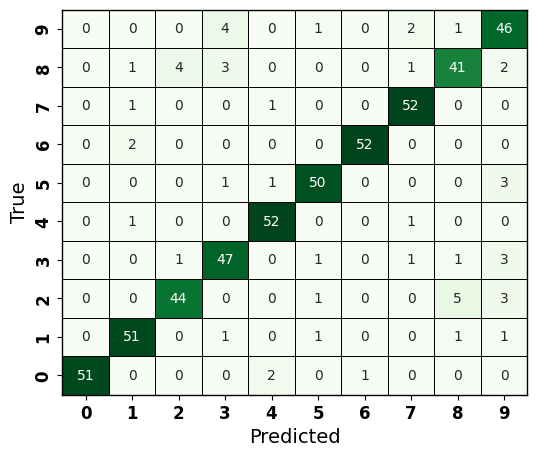 True
9 0 0 0 4 0 1 0 2 1 46
8 0 1 4 3 0 0 0 1 41 2
7 0 1 0 0 1 0 0 52 0 0
6 0 2 0 0 0 0 52 0 0 0
5 0 0 0 1 1 50 0 0 0 3
4 0 1 0 0 52 0 0 1 0 0
3 0 0 1 47 0 1 0 1 1 3
2 0 0 44 0 0 1 0 0 5 3
1 0 51 0 1 0 1 0 0 1 1
0 51 0 0 0 2 0 1 0 0 0
0 1 2 3 4 5 6 7 8 9
Predicted